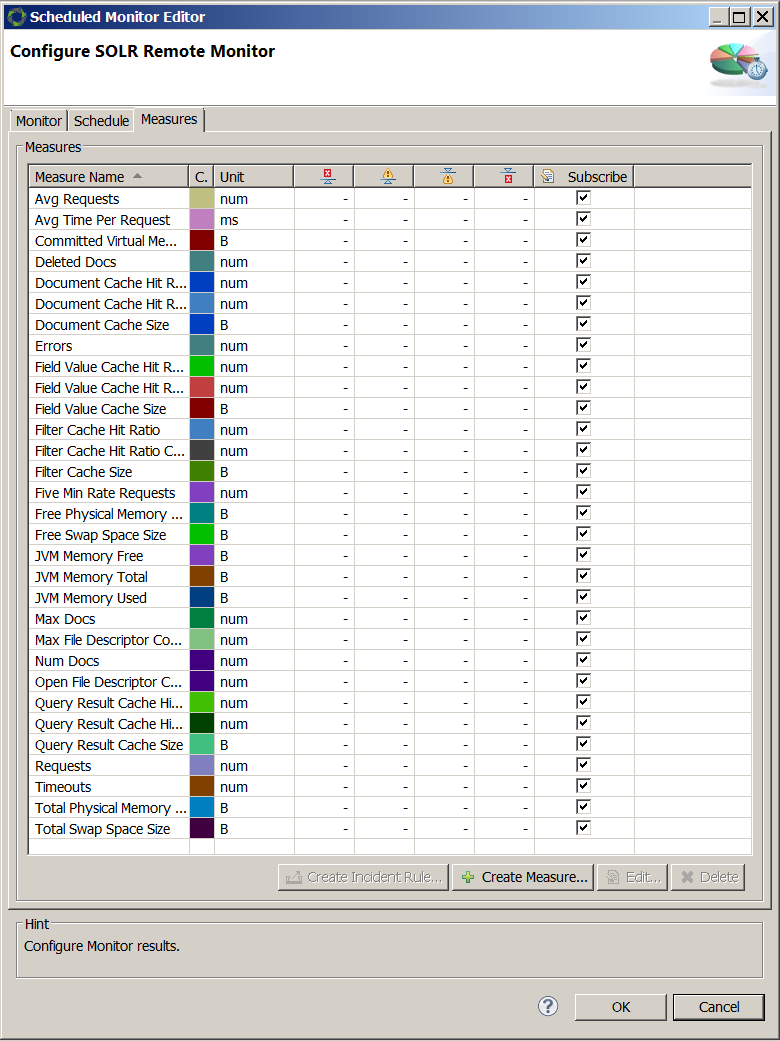 Scheduled Monitor Editor
Configure SOLR Remote Monitor
Monitor Schedule Measures
Measures
Measure Name C. Unit Subscribe
Avg Requests num - - - -
Avg Time Per Request ms - - - -
Committed Virtual Me... B - - - -
Deleted Docs num - - - -
Document Cache Hit R... num - - - -
Document Cache Hit R... num - - - -
Document Cache Size B - - - -
Errors num - - - -
Field Value Cache Hit R... num - - - -
Field Value Cache Hit R... num - - - -
Field Value Cache Size B - - - -
Filter Cache Hit Ratio num - - - -
Filter Cache Hit Ratio C... num - - - -
Filter Cache Size B - - - -
Five Min Rate Requests num - - - -
Free Physical Memory ... B - - - -
Free Swap Space Size B - - - -
JVM Memory Free B - - - -
JVM Memory Total B - - - -
JVM Memory Used B - - - -
Max Docs num - - - -
Max File Descriptor Co... num - - - -
Num Docs num - - - -
Open File Descriptor C... num - - - -
Query Result Cache Hi... num - - - -
Query Result Cache Hi... num - - - -
Query Result Cache Size B - - - -
Requests num - - - -
Timeouts num - - - -
Total Physical Memory ... B - - - -
Total Swap Space Size B - - - -
Create Incident Rule... Create Measure... Edit... Delete
Hint
Configure Monitor results.
? OK Cancel